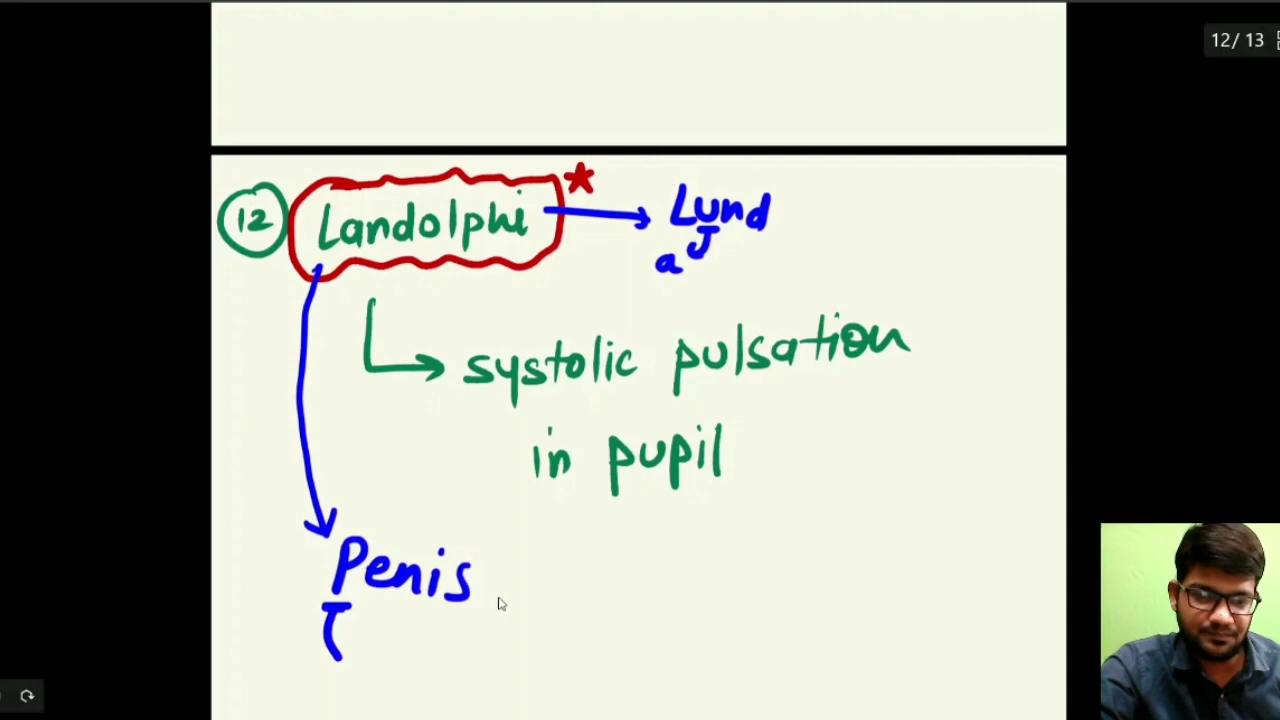 12/ 13
12 Landolphi * → Lund
a
systolic pulsation
in pupil
Penis